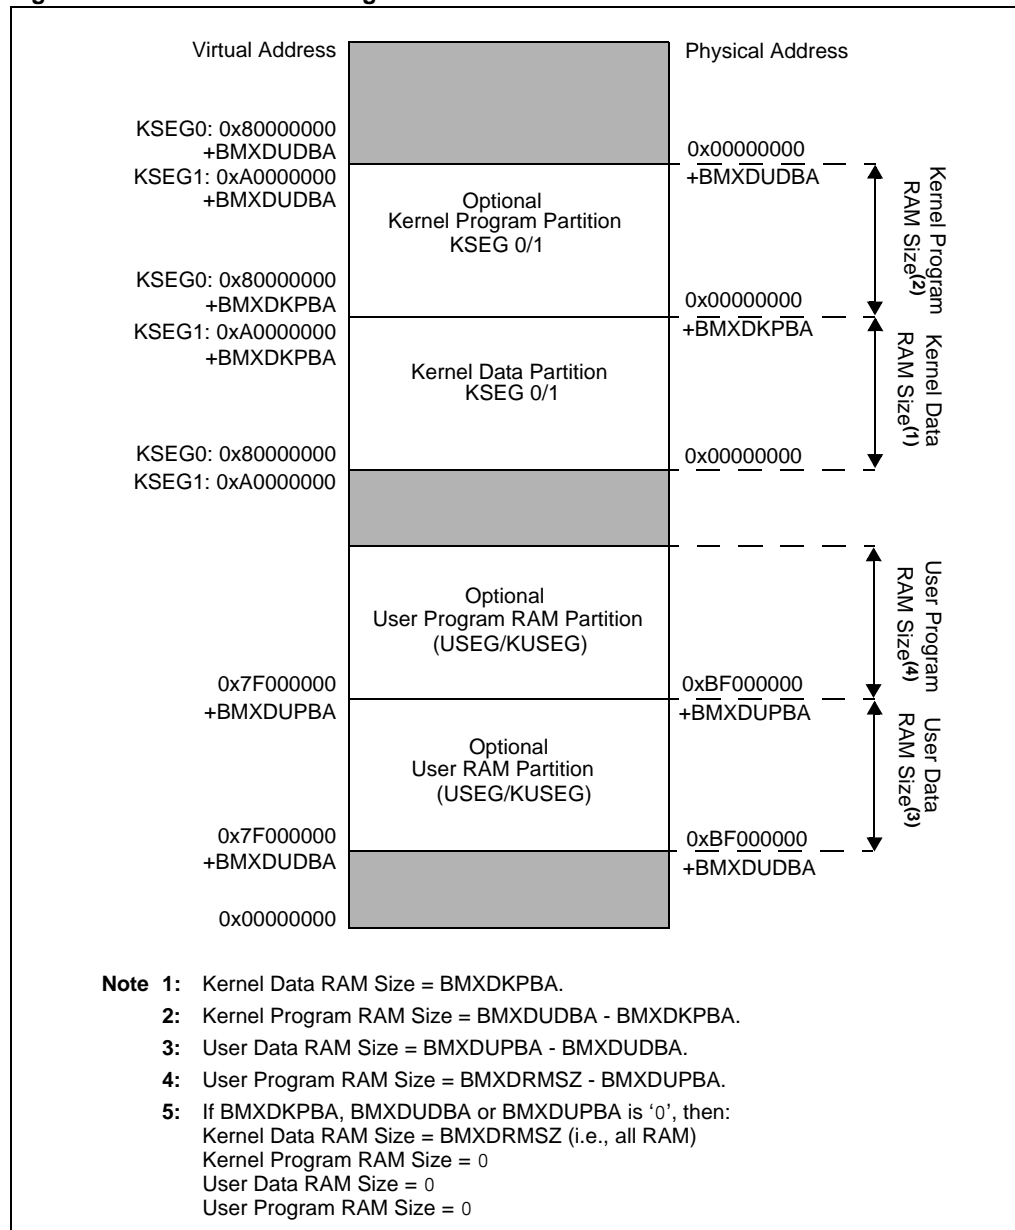 Virtual Address
Physical Address
KSEG0: 0x80000000
+BMXDUDBA
KSEG1: 0xA0000000
+BMXDUDBA
0x00000000
+BMXDUDBA
Optional
Kernel Program Partition
KSEG 0/1
Kernel Program
RAM Size(2)
KSEG0: 0x80000000
+BMXDKPBA
KSEG1: 0xA0000000
+BMXDKPBA
0x00000000
+BMXDKPBA
Kernel Data Partition
KSEG 0/1
Kernel Data
RAM Size(1)
KSEG0: 0x80000000
KSEG1: 0xA0000000
0x00000000
Optional
User Program RAM Partition
(USEG/KUSEG)
User Program
RAM Size(4)
0x7F000000
+BMXDUPBA
0xBF000000
+BMXDUPBA
Optional
User RAM Partition
(USEG/KUSEG)
User Data
RAM Size(3)
0x7F000000
+BMXDUDBA
0xBF000000
+BMXDUDBA
0x00000000
Note 1: Kernel Data RAM Size = BMXDKPBA.
2: Kernel Program RAM Size = BMXDUDBA - BMXDKPBA.
3: User Data RAM Size = BMXDUPBA - BMXDUDBA.
4: User Program RAM Size = BMXDRMSZ - BMXDUPBA.
5: If BMXDKPBA, BMXDUDBA or BMXDUPBA is ‘0’, then:
Kernel Data RAM Size = BMXDRMSZ (i.e., all RAM)
Kernel Program RAM Size = 0
User Data RAM Size = 0
User Program RAM Size = 0